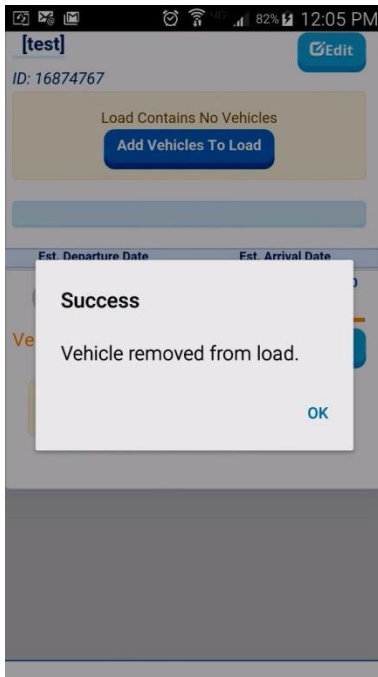 82% 12:05 PM
[test]
Edit
ID: 16874767
Load Contains No Vehicles
Add Vehicles To Load
Est. Departure Date Est. Arrival Date
Success
Ve
Vehicle removed from load.
OK